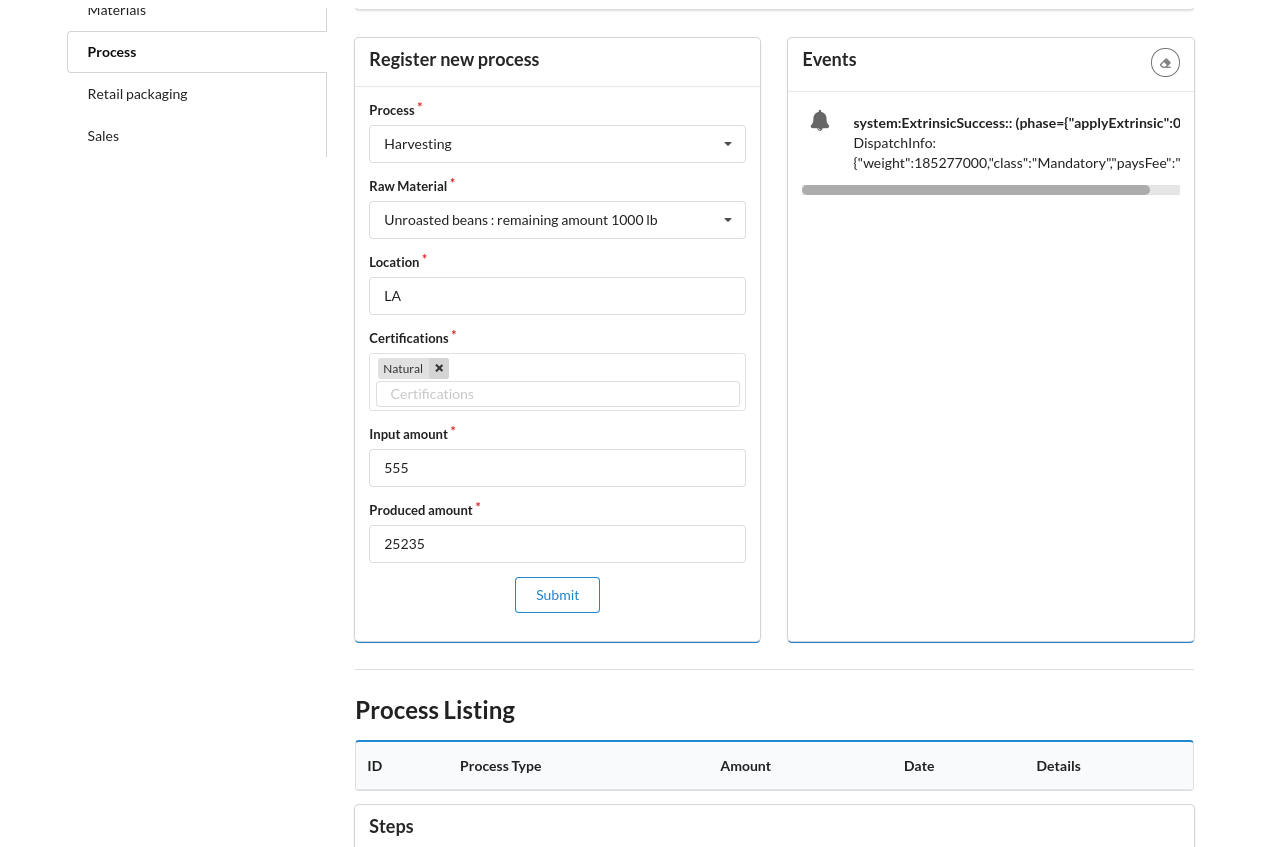 Materials
Process
Retail packaging
Sales
Register new process
Process *
Harvesting
Raw Material *
Unroasted beans : remaining amount 1000 lb
Location *
LA
Certifications *
Natural
Certifications
Input amount *
555
Produced amount *
25235
Submit
Events
system:ExtrinsicSuccess:: (phase={"applyExtrinsic":0
DispatchInfo:
{"weight":185277000,"class":"Mandatory","paysFee":"
Process Listing
ID Process Type Amount Date Details
Steps